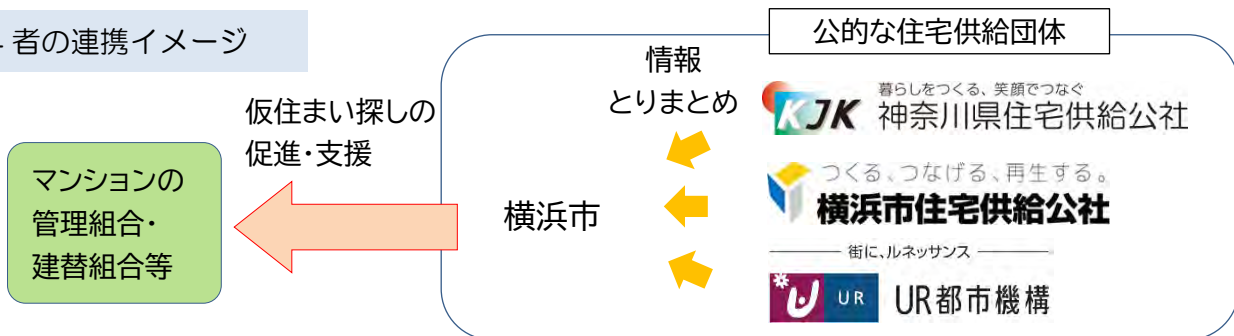 者の連携イメージ
公的な住宅供給団体
情報
とりまとめ
仮住まい探しの
促進・支援
マンションの
管理組合・
建替組合等
横浜市
暮らしをつくる、笑顔でつなぐ
KJK 神奈川県住宅供給公社
つくる、つなげる、再生する。
横浜市住宅供給公社
街に、ルネッサンス
UR UR都市機構